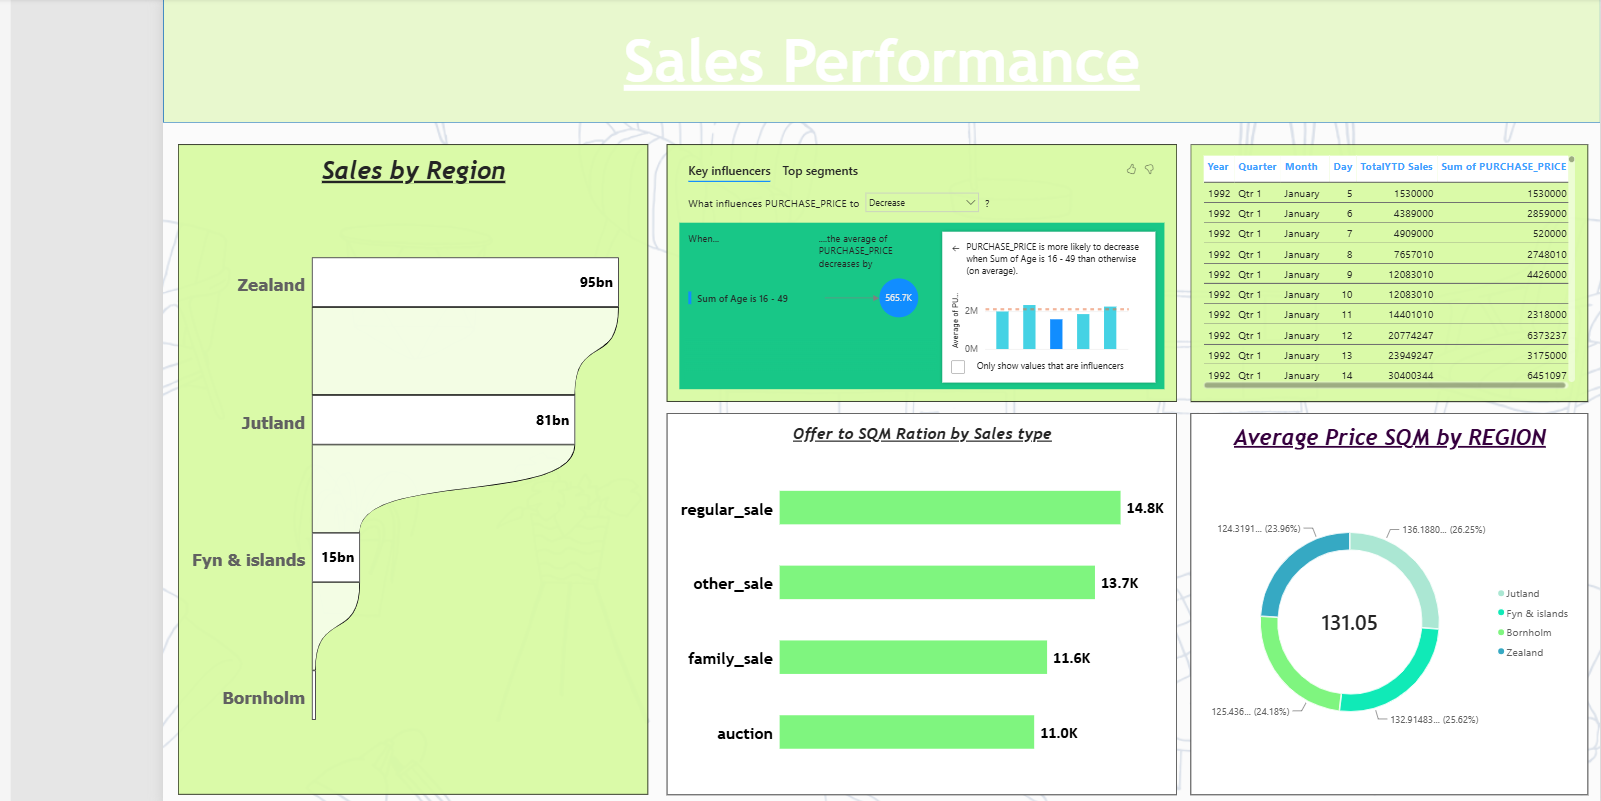 Sales Performance
Sales by Region
Zealand 95bn
Jutland 81bn
Fyn & islands 15bn
Bornholm
Key influencers Top segments
What influences PURCHASE_PRICE to Decrease ?
When...
....the average of
PURCHASE_PRICE
decreases by
Sum of Age is 16 - 49 565.7K
← PURCHASE_PRICE is more likely to decrease
when Sum of Age is 16 - 49 than otherwise
(on average).
Average of PU...
2M
0M
Only show values that are influencers
Year Quarter Month Day TotalYTD Sales Sum of PURCHASE_PRICE
1992 Qtr 1 January 5 1530000 1530000
1992 Qtr 1 January 6 4389000 2859000
1992 Qtr 1 January 7 4909000 520000
1992 Qtr 1 January 8 7657010 2748010
1992 Qtr 1 January 9 12083010 4426000
1992 Qtr 1 January 10 12083010
1992 Qtr 1 January 11 14401010 2318000
1992 Qtr 1 January 12 20774247 6373237
1992 Qtr 1 January 13 23949247 3175000
1992 Qtr 1 January 14 30400344 6451097
Offer to SQM Ration by Sales type
regular_sale 14.8K
other_sale 13.7K
family_sale 11.6K
auction 11.0K
Average Price SQM by REGION
124.3191... (23.96%)
136.1880... (26.25%)
131.05
125.436... (24.18%)
132.91483... (25.62%)
Jutland
Fyn & islands
Bornholm
Zealand